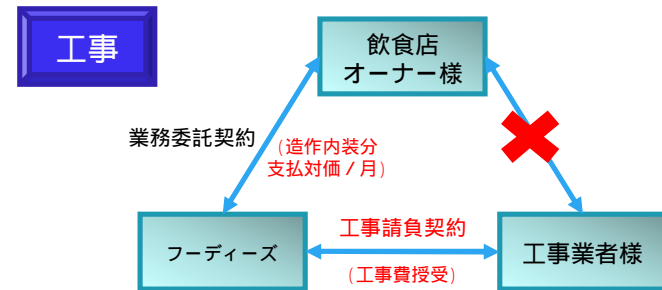 工事
飲食店
オーナー様
業務委託契約
(造作内装分
支払対価/月)
フーディーズ
工事請負契約
(工事費授受)
工事業者様